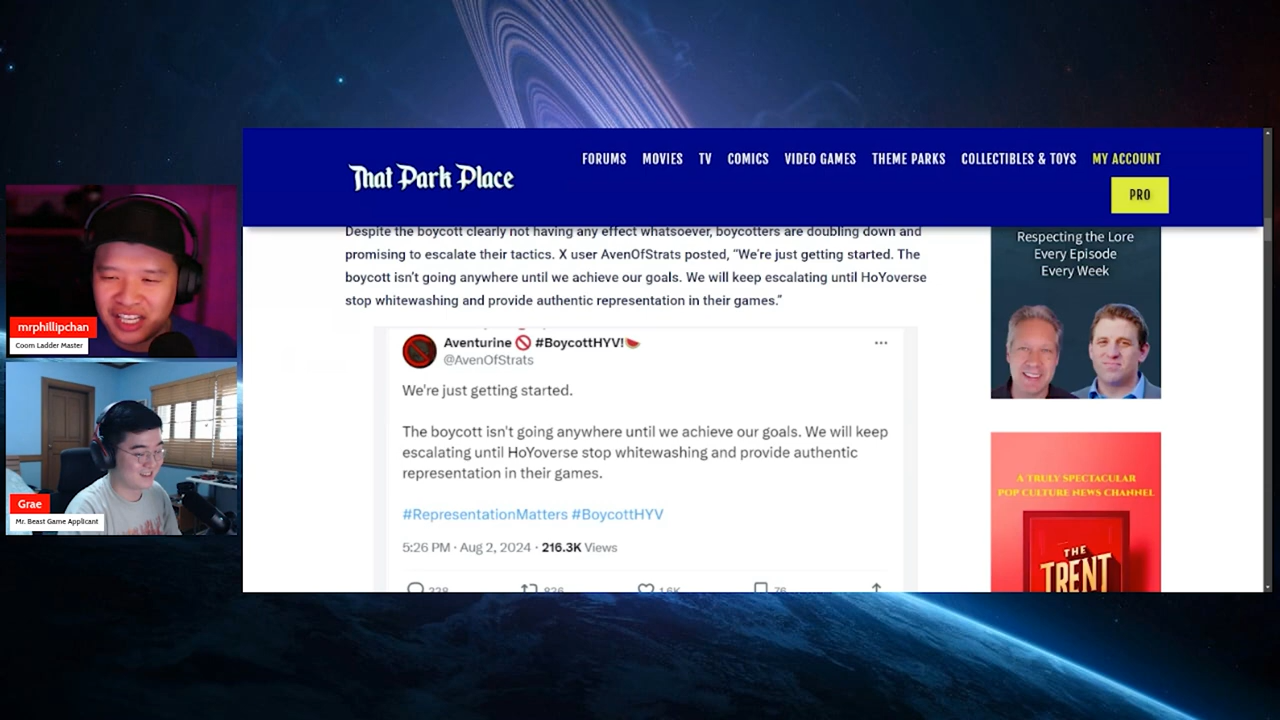 FORUMS MOVIES TV COMICS VIDEO GAMES THEME PARKS COLLECTIBLES & TOYS MY ACCOUNT
That Park Place
PRO
Despite the boycott clearly not having any effect whatsoever, boycotters are doubling down and
promising to escalate their tactics. X user AvenOfStrats posted, “We’re just getting started. The
boycott isn’t going anywhere until we achieve our goals. We will keep escalating until HoYoverse
stop whitewashing and provide authentic representation in their games.”
Aventurine 🚫 #BoycottHYV!🍉
@AvenOfStrats
We're just getting started.
The boycott isn't going anywhere until we achieve our goals. We will keep
escalating until HoYoverse stop whitewashing and provide authentic
representation in their games.
#RepresentationMatters #BoycottHYV
5:26 PM · Aug 2, 2024 · 216.3K Views
Respecting the Lore
Every Episode
Every Week
A TRULY SPECTACULAR
POP CULTURE NEWS CHANNEL
THE
TRENT
mrphillipchan
Coom Ladder Master
Grae
Mr. Beast Game Applicant